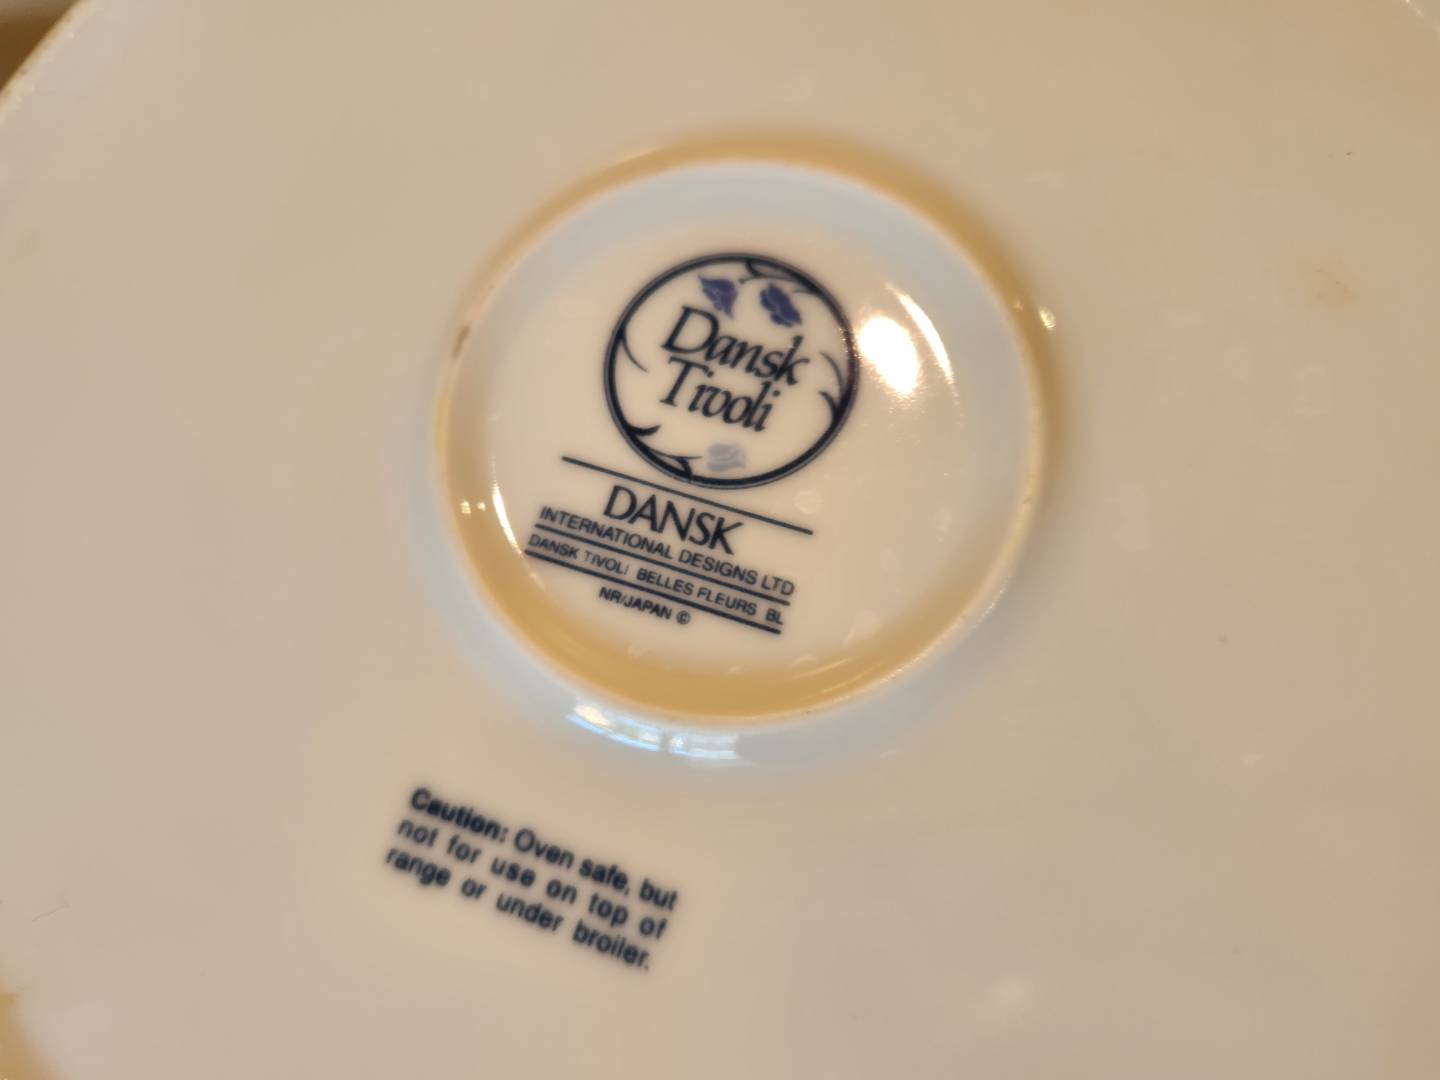 Dansk
Tivoli
DANSK
INTERNATIONAL DESIGNS LTD
DANSK TIVOLI BELLES FLEURS BL
NR/JAPAN ©
Caution: Oven safe, but
not for use on top of
range or under broiler.